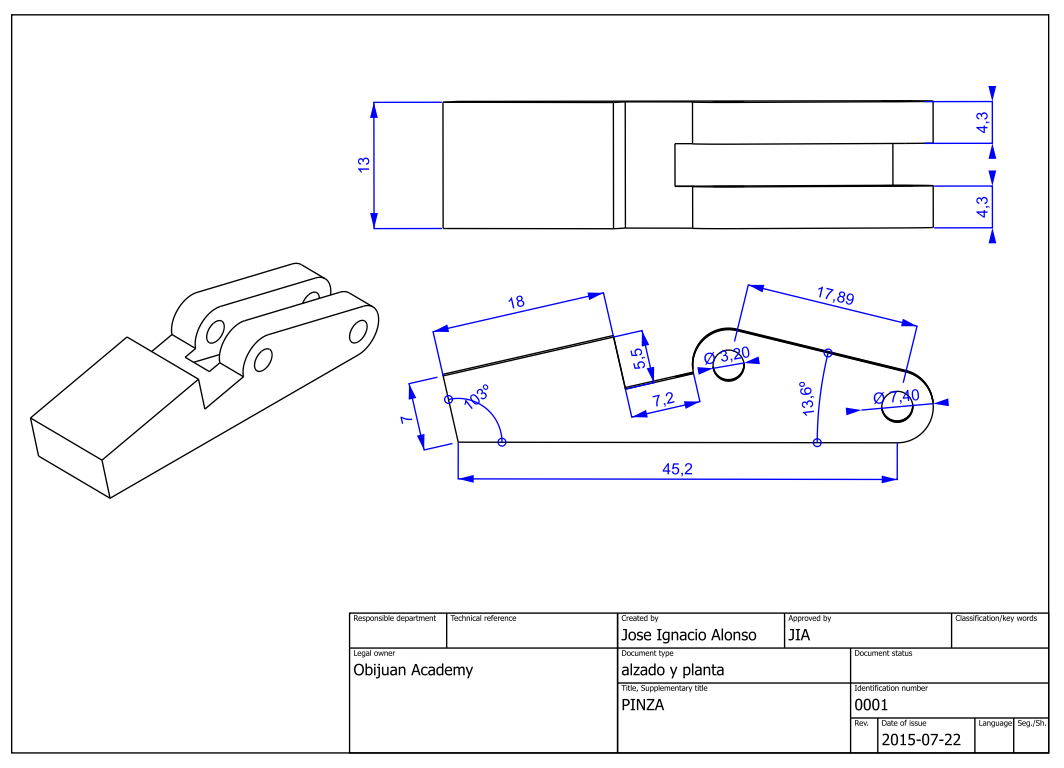 13
4,3
4,3
18
17,89
5,5
Ø 3,20
7
103º
7,2
13,6º
Ø 7,40
45,2
Responsible department
Technical reference
Created by
Jose Ignacio Alonso
Approved by
JIA
Classification/key words
Legal owner
Obijuan Academy
Document type
alzado y planta
Document status
Title, Supplementary title
PINZA
Identification number
0001
Rev.
Date of issue
2015-07-22
Language
Seg./Sh.